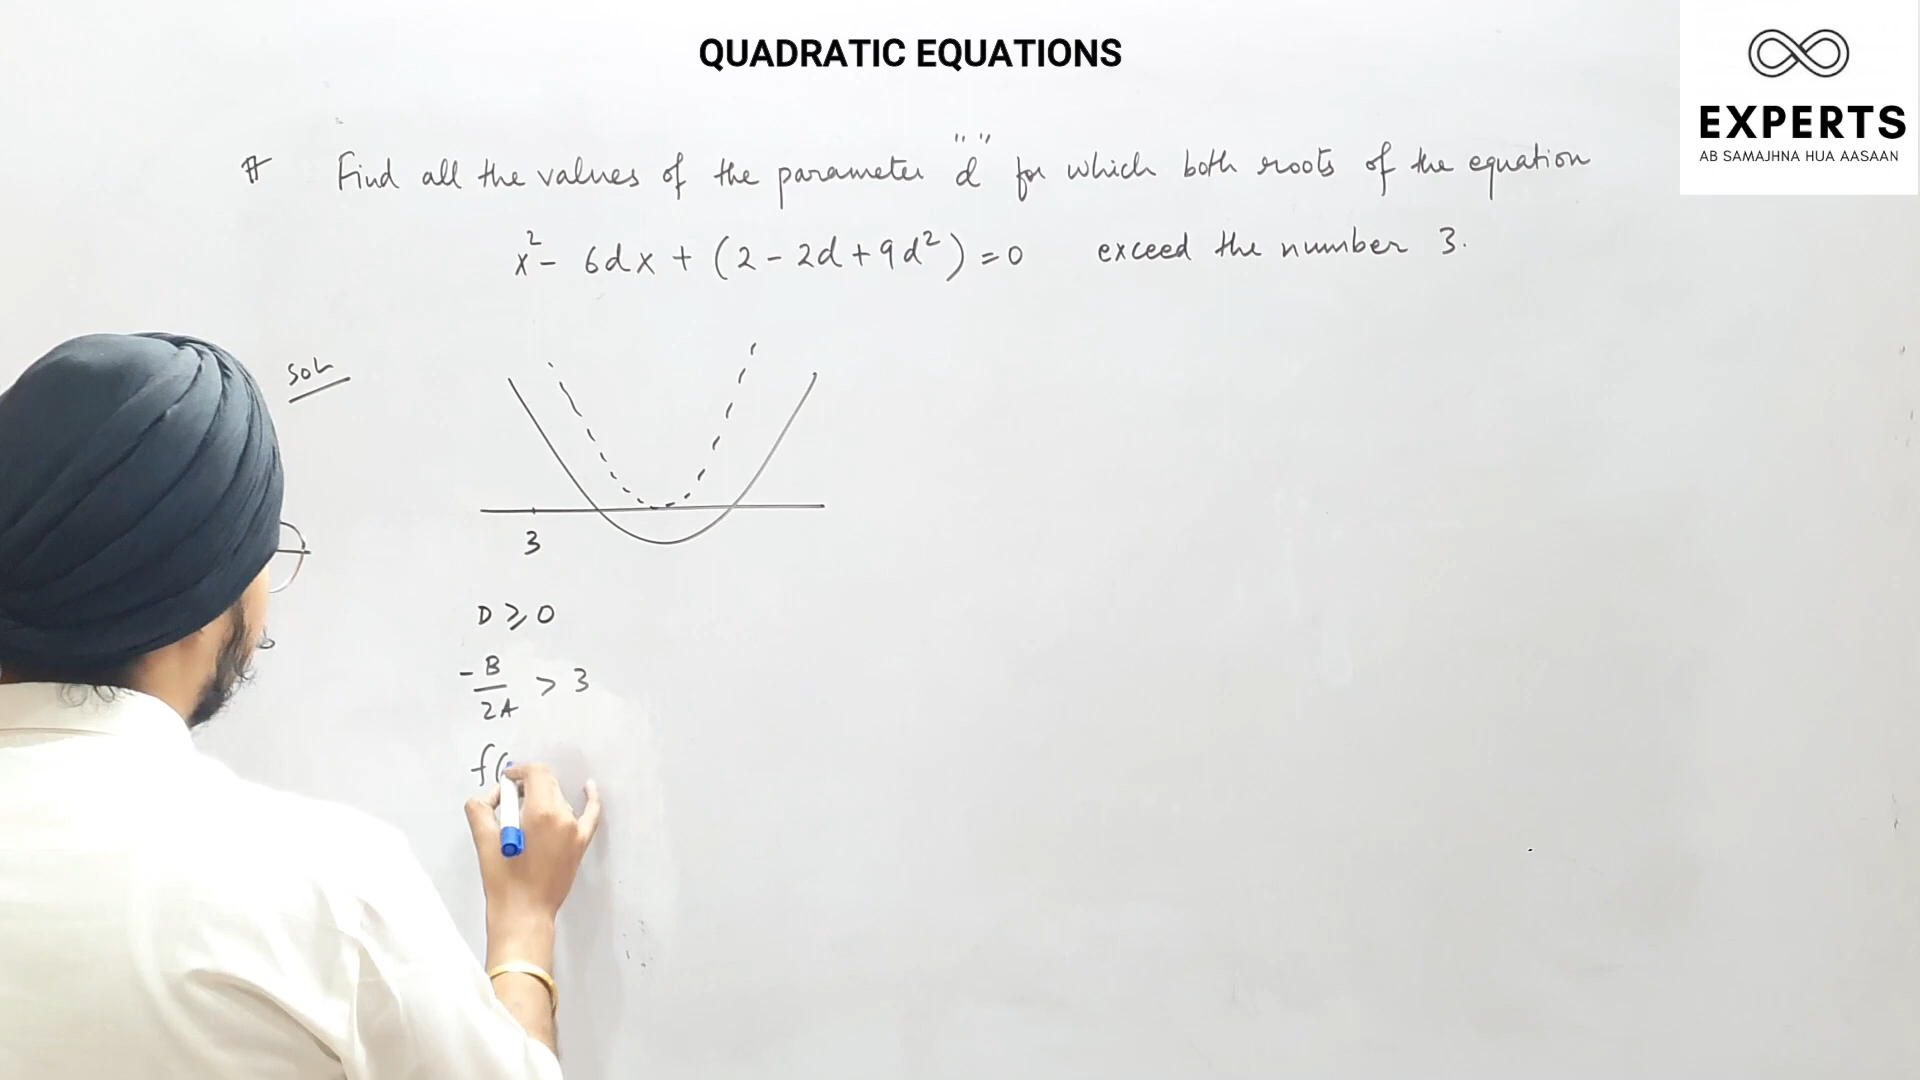 QUADRATIC EQUATIONS
EXPERTS
AB SAMAJHNA HUA AASAAN
# Find all the values of the parameter "d" for which both roots of the equation
x² - 6dx + (2 - 2d + 9d²) = 0 exceed the number 3.
Soln
3
D ≥ 0
-B/2A > 3
f(